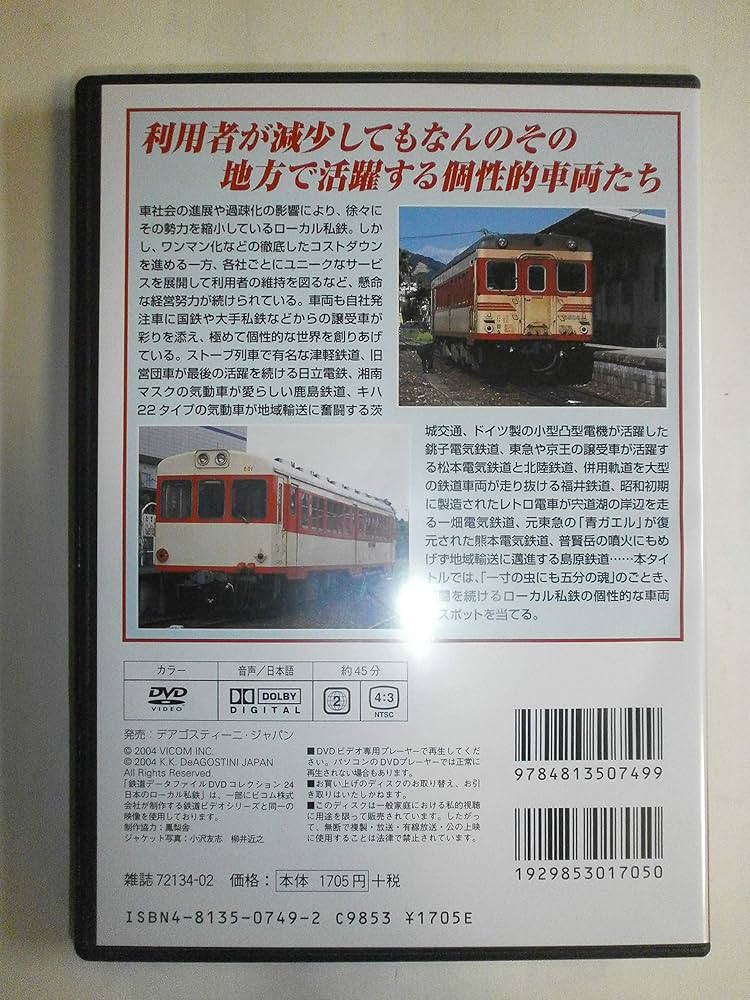 利用者が減少してもなんのその
地方で活躍する個性的車両たち
車社会の進展や過疎化の影響により、徐々に
その勢力を縮小しているローカル私鉄。しか
し、ワンマン化などの徹底したコストダウン
を進める一方、各社ごとにユニークなサービ
スを展開して利用者の維持を図るなど、懸命
な経営努力が続けられている。車両も自社発
注車に国鉄や大手私鉄などからの譲受車が
彩りを添え、極めて個性的な世界を創りあげ
ている。ストーブ列車で有名な津軽鉄道、旧
営団車が最後の活躍を続ける日立電鉄、湘南
マスクの気動車が愛らしい鹿島鉄道、キハ
22タイプの気動車が地域輸送に奮闘する茨
城交通、ドイツ製の小型凸型電機が活躍した
銚子電気鉄道、東急や京王の譲受車が活躍す
る松本電気鉄道と北陸鉄道、併用軌道を大型
の鉄道車両が走り抜ける福井鉄道、昭和初期
に製造されたレトロ電車が宍道湖の岸辺を走
る一畑電気鉄道、元東急の「青ガエル」が復
元された熊本電気鉄道、普賢岳の噴火にもめ
げず地域輸送に邁進する島原鉄道……本タイ
トルでは、「一寸の虫にも五分の魂」のごとき、
を続けるローカル私鉄の個性的な車両
スポットを当てる。
601
カラー
音声／日本語
約45分
DVD
VIDEO
DOLBY
DIGITAL
2
4:3
NTSC
発売：デアゴスティーニ・ジャパン
© 2004 VICOM INC.
© 2004 K.K. DeAGOSTINI JAPAN
All Rights Reserved.
「鉄道データファイルDVDコレクション 24
日本のローカル私鉄」は、一部にビコム株式
会社が制作する鉄道ビデオシリーズと同一の
映像を使用しております。
制作協力：鳳梨舎
ジャケット写真：小沢友志 柳井近之
■DVDビデオ専用プレーヤーで再生してくだ
さい。パソコンのDVDプレーヤーでは正常に
再生されない場合もあります。
■お買い上げのディスクのお取り替え、お引
き取りはいたしかねます。
■このディスクは一般家庭における私的視聴
に用途を限って販売されています。したがっ
て、無断で複製・放送・有線放送・公の上映
に使用することは法律で禁止されています。
9784813507499
1929853017050
雑誌 72134-02 価格：本体 1705円＋税
ISBN4-8135-0749-2 C9853 ¥1705E